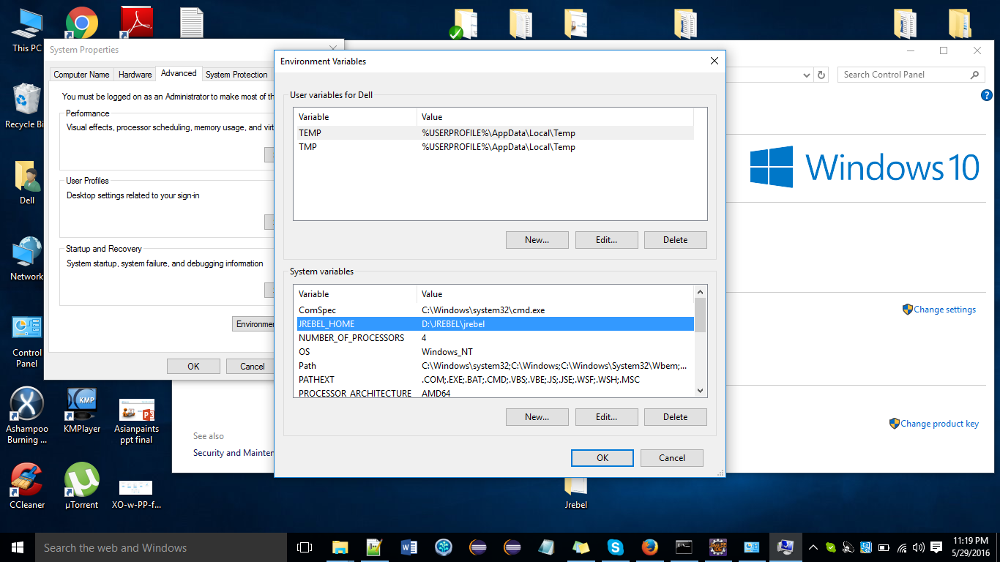 This PC
Recycle Bi
Dell
Network
Control
Panel
Ashampoo
Burning ...
KMP
KMPlayer
Asianpaints
ppt final
CCleaner
µTorrent
XO-w-PP-f...
Jrebel
System Properties
Computer Name
Hardware
Advanced
System Protection
You must be logged on as an Administrator to make most of th
Performance
Visual effects, processor scheduling, memory usage, and virt
User Profiles
Desktop settings related to your sign-in
Startup and Recovery
System startup, system failure, and debugging information
Environmen
OK
Cancel
See also
Security and Mainten
Environment Variables
User variables for Dell
Variable Value
TEMP %USERPROFILE%\AppData\Local\Temp
TMP %USERPROFILE%\AppData\Local\Temp
New... Edit... Delete
System variables
Variable Value
ComSpec C:\Windows\system32\cmd.exe
JREBEL_HOME D:\JREBEL\jrebel
NUMBER_OF_PROCESSORS 4
OS Windows_NT
Path C:\Windows\system32;C:\Windows;C:\Windows\System32\Wbem;...
PATHEXT .COM;.EXE;.BAT;.CMD;.VBS;.VBE;.JS;.JSE;.WSF;.WSH;.MSC
PROCESSOR_ARCHITECTURE AMD64
New... Edit... Delete
OK Cancel
Search Control Panel
Windows 10
Change settings
Change product key
Search the web and Windows
11:19 PM
5/29/2016